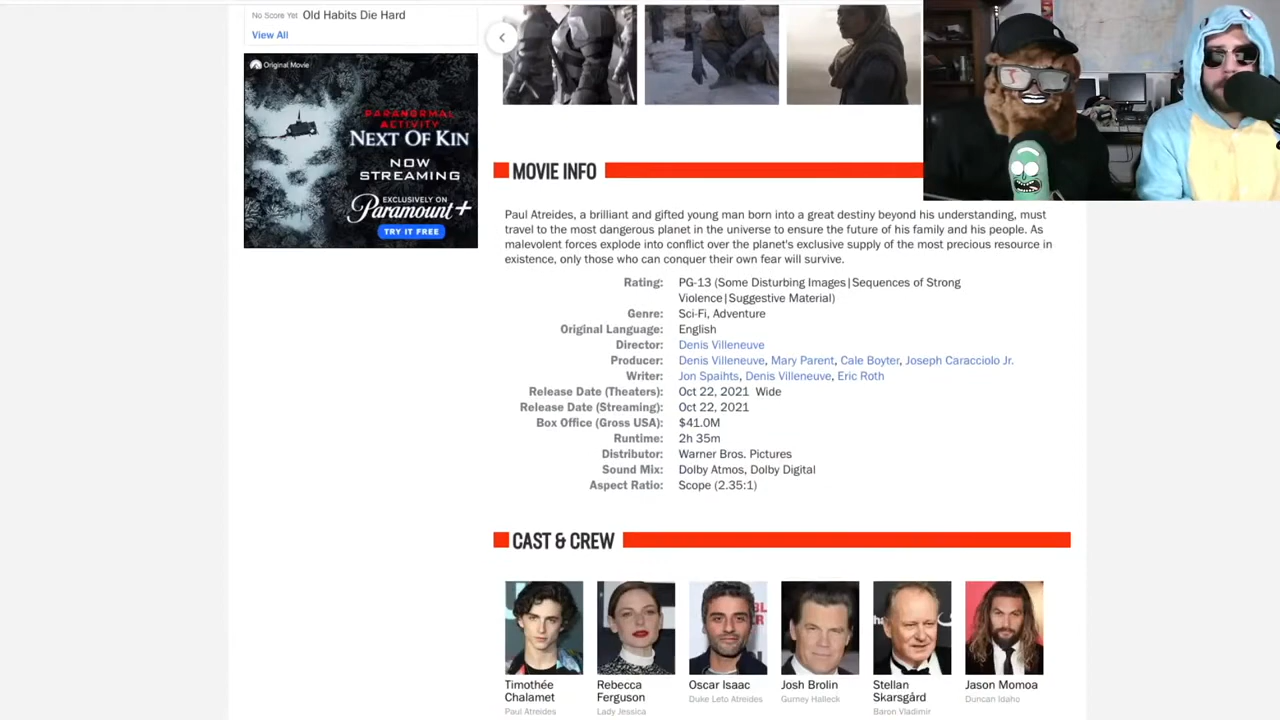 No Score Yet Old Habits Die Hard
View All
Original Movie
PARANORMAL
ACTIVITY
NEXT OF KIN
NOW
STREAMING
EXCLUSIVELY ON
Paramount+
TRY IT FREE
MOVIE INFO
Paul Atreides, a brilliant and gifted young man born into a great destiny beyond his understanding, must
travel to the most dangerous planet in the universe to ensure the future of his family and his people. As
malevolent forces explode into conflict over the planet's exclusive supply of the most precious resource in
existence, only those who can conquer their own fear will survive.
Rating: PG-13 (Some Disturbing Images|Sequences of Strong
Violence|Suggestive Material)
Genre: Sci-Fi, Adventure
Original Language: English
Director: Denis Villeneuve
Producer: Denis Villeneuve, Mary Parent, Cale Boyter, Joseph Caracciolo Jr.
Writer: Jon Spaihts, Denis Villeneuve, Eric Roth
Release Date (Theaters): Oct 22, 2021 Wide
Release Date (Streaming): Oct 22, 2021
Box Office (Gross USA): $41.0M
Runtime: 2h 35m
Distributor: Warner Bros. Pictures
Sound Mix: Dolby Atmos, Dolby Digital
Aspect Ratio: Scope (2.35:1)
CAST & CREW
Timothée
Chalamet
Paul Atreides
Rebecca
Ferguson
Lady Jessica
Oscar Isaac
Duke Leto Atreides
Josh Brolin
Gurney Halleck
Stellan
Skarsgård
Baron Vladimir
Jason Momoa
Duncan Idaho